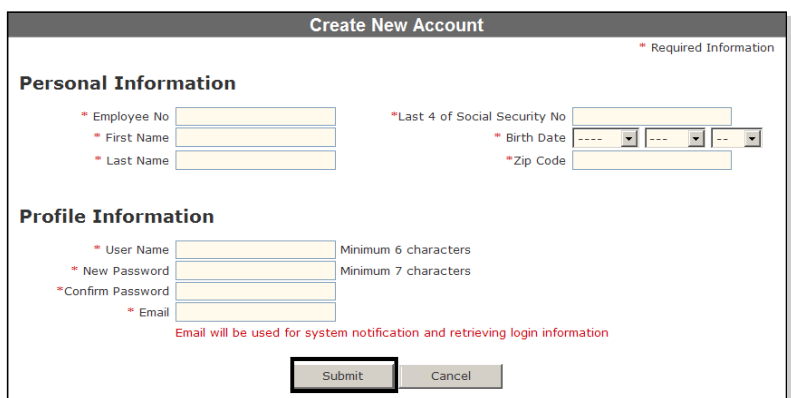 Create New Account
* Required Information
Personal Information
* Employee No *Last 4 of Social Security No
* First Name * Birth Date ---- --- --
* Last Name *Zip Code
Profile Information
* User Name Minimum 6 characters
* New Password Minimum 7 characters
*Confirm Password
* Email
Email will be used for system notification and retrieving login information
Submit Cancel